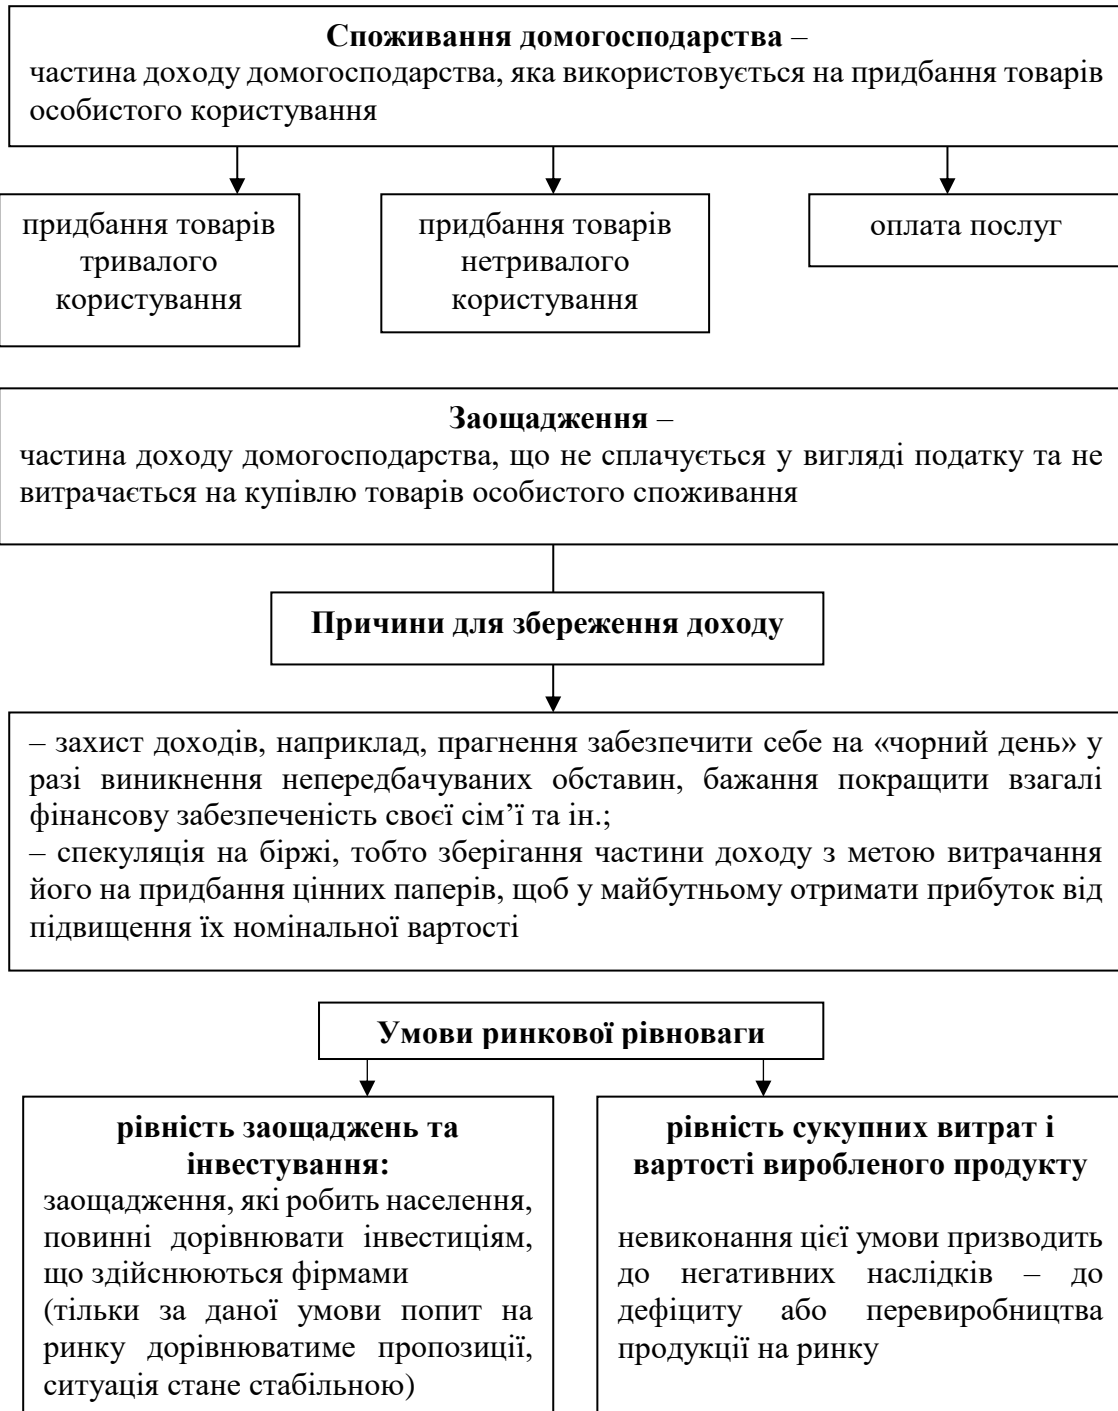 Споживання домогосподарства –
частина доходу домогосподарства, яка використовується на придбання товарів
особистого користування
придбання товарів
тривалого
користування
придбання товарів
нетривалого
користування
оплата послуг
Заощадження –
частина доходу домогосподарства, що не сплачується у вигляді податку та не
витрачається на купівлю товарів особистого споживання
Причини для збереження доходу
– захист доходів, наприклад, прагнення забезпечити себе на «чорний день» у
разі виникнення непередбачуваних обставин, бажання покращити взагалі
фінансову забезпеченість своєї сім’ї та ін.;
– спекуляція на біржі, тобто зберігання частини доходу з метою витрачання
його на придбання цінних паперів, щоб у майбутньому отримати прибуток від
підвищення їх номінальної вартості
Умови ринкової рівноваги
рівність заощаджень та
інвестування:
заощадження, які робить населення,
повинні дорівнювати інвестиціям,
що здійснюються фірмами
(тільки за даної умови попит на
ринку дорівнюватиме пропозиції,
ситуація стане стабільною)
рівність сукупних витрат і
вартості виробленого продукту
невиконання цієї умови призводить
до негативних наслідків – до
дефіциту або перевиробництва
продукції на ринку